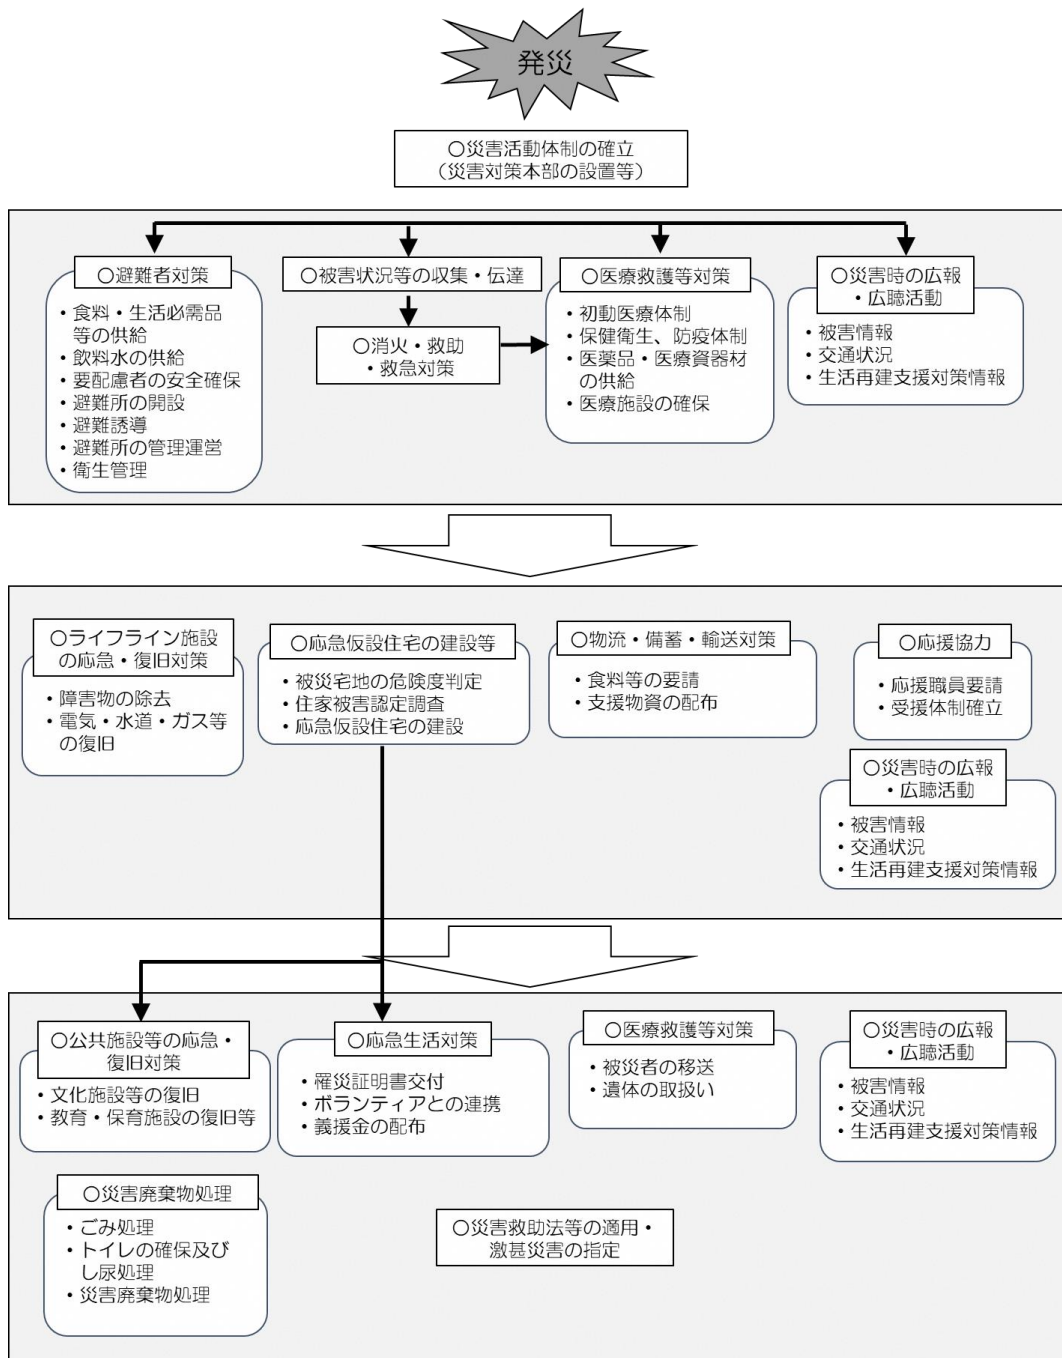 発災
〇災害活動体制の確立
（災害対策本部の設置等）
〇避難者対策
・食料・生活必需品
等の供給
・飲料水の供給
・要配慮者の安全確保
・避難所の開設
・避難誘導
・避難所の管理運営
・衛生管理
〇被害状況等の収集・伝達
〇消火・救助
・救急対策
〇医療救護等対策
・初動医療体制
・保健衛生、防疫体制
・医薬品・医療資器材
の供給
・医療施設の確保
〇災害時の広報
・広聴活動
・被害情報
・交通状況
・生活再建支援対策情報
〇ライフライン施設
の応急・復旧対策
・障害物の除去
・電気・水道・ガス等
の復旧
〇応急仮設住宅の建設等
・被災宅地の危険度判定
・住家被害認定調査
・応急仮設住宅の建設
〇物流・備蓄・輸送対策
・食料等の要請
・支援物資の配布
〇応援協力
・応援職員要請
・受援体制確立
〇災害時の広報
・広聴活動
・被害情報
・交通状況
・生活再建支援対策情報
〇公共施設等の応急・
復旧対策
・文化施設等の復旧
・教育・保育施設の復旧等
〇応急生活対策
・罹災証明書交付
・ボランティアとの連携
・義援金の配布
〇医療救護等対策
・被災者の移送
・遺体の取扱い
〇災害時の広報
・広聴活動
・被害情報
・交通状況
・生活再建支援対策情報
〇災害廃棄物処理
・ごみ処理
・トイレの確保及び
し尿処理
・災害廃棄物処理
〇災害救助法等の適用・
激甚災害の指定